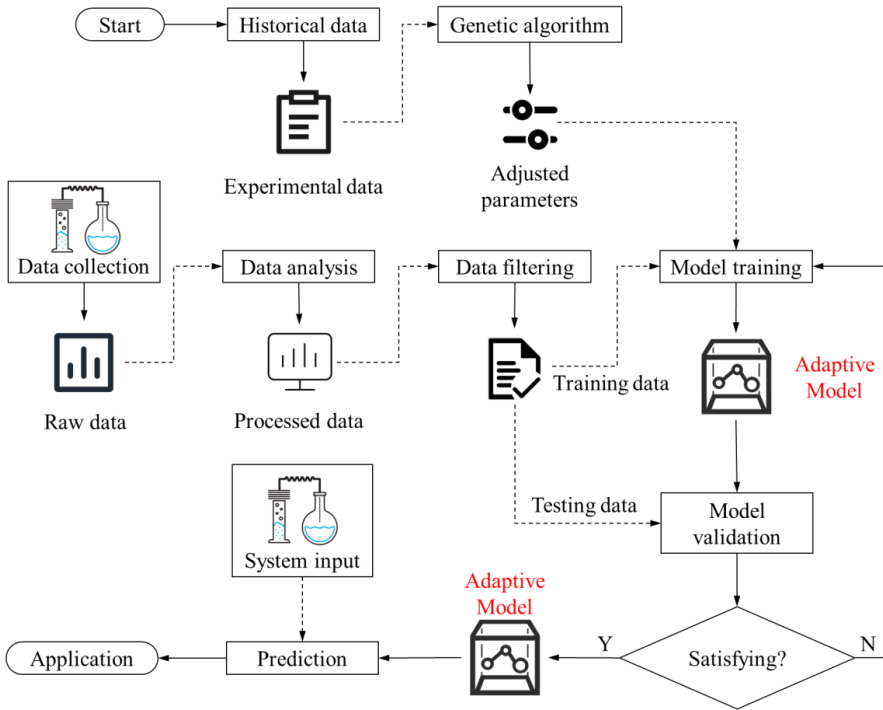 Start
Historical data
Genetic algorithm
Experimental data
Adjusted
parameters
Data collection
Data analysis
Data filtering
Model training
Adaptive
Model
Training data
Raw data
Processed data
Testing data
Model
validation
System input
Adaptive
Model
Application
Prediction
Y
Satisfying?
N